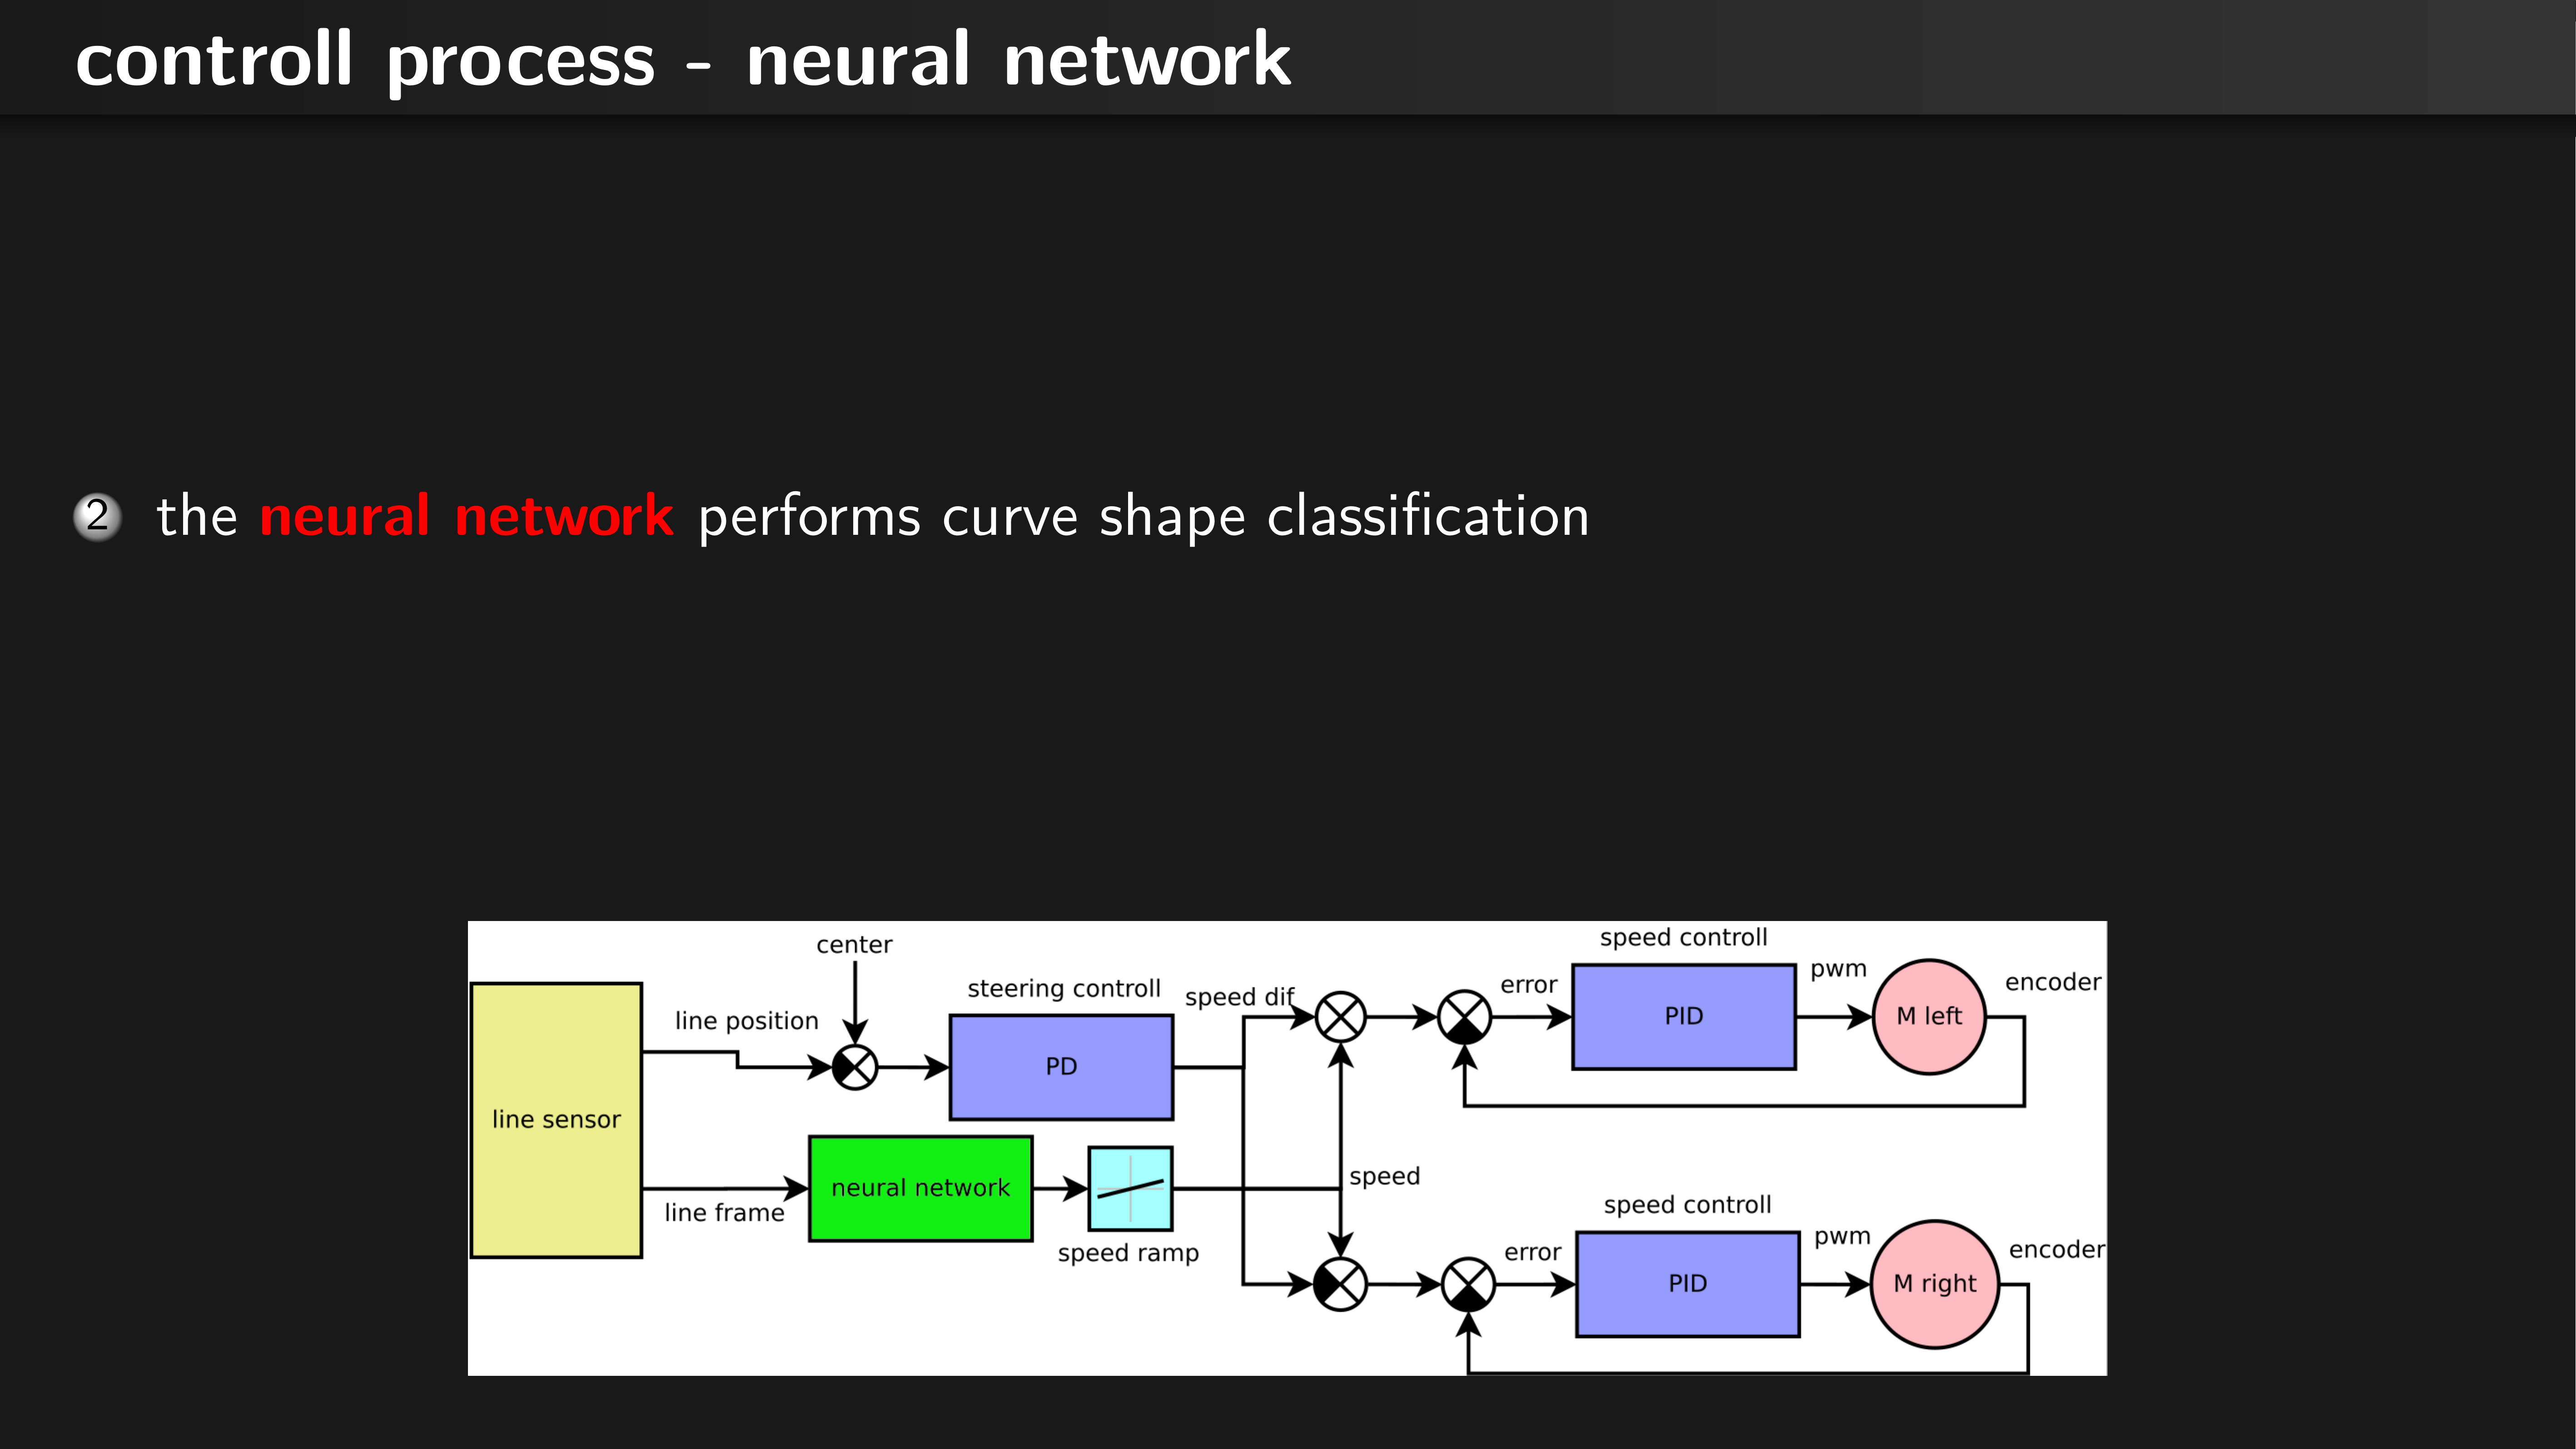 controll process - neural network
2 the neural network performs curve shape classification
center
speed controll
steering controll
speed dif
error
pwm
encoder
line position
PID
M left
PD
line sensor
neural network
speed
line frame
speed ramp
speed controll
error
pwm
encoder
PID
M right